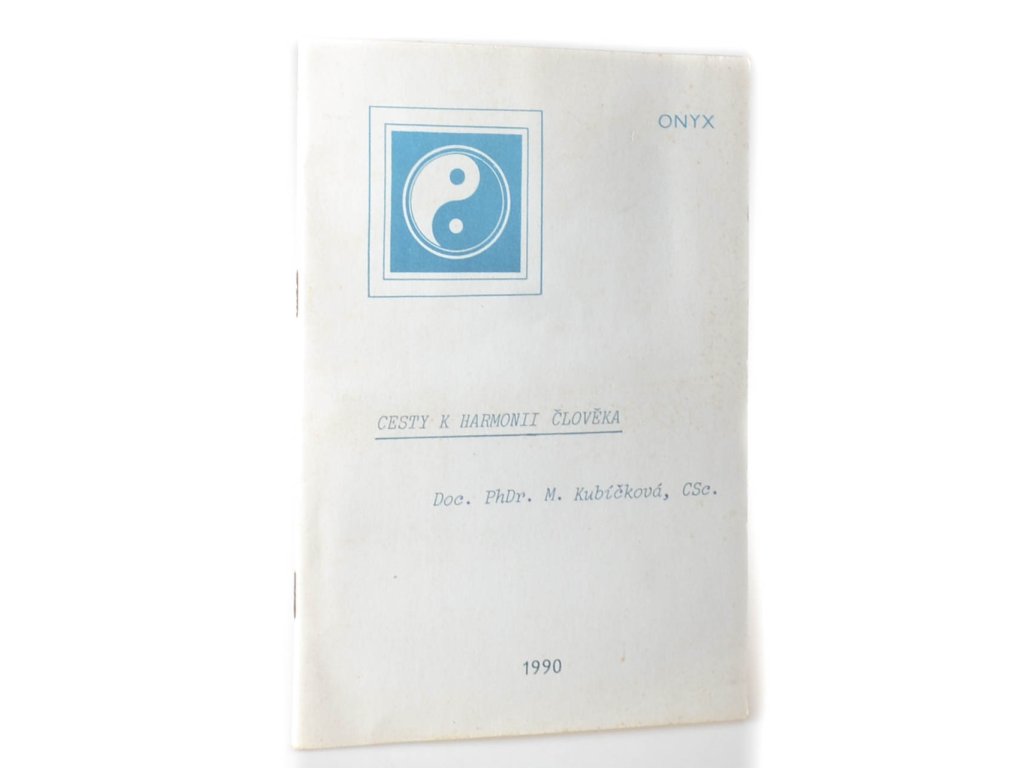 ONYX
CESTY K HARMONII ČLOVĚKA
Doc. PhDr. M. Kubíčková, CSc.
1990